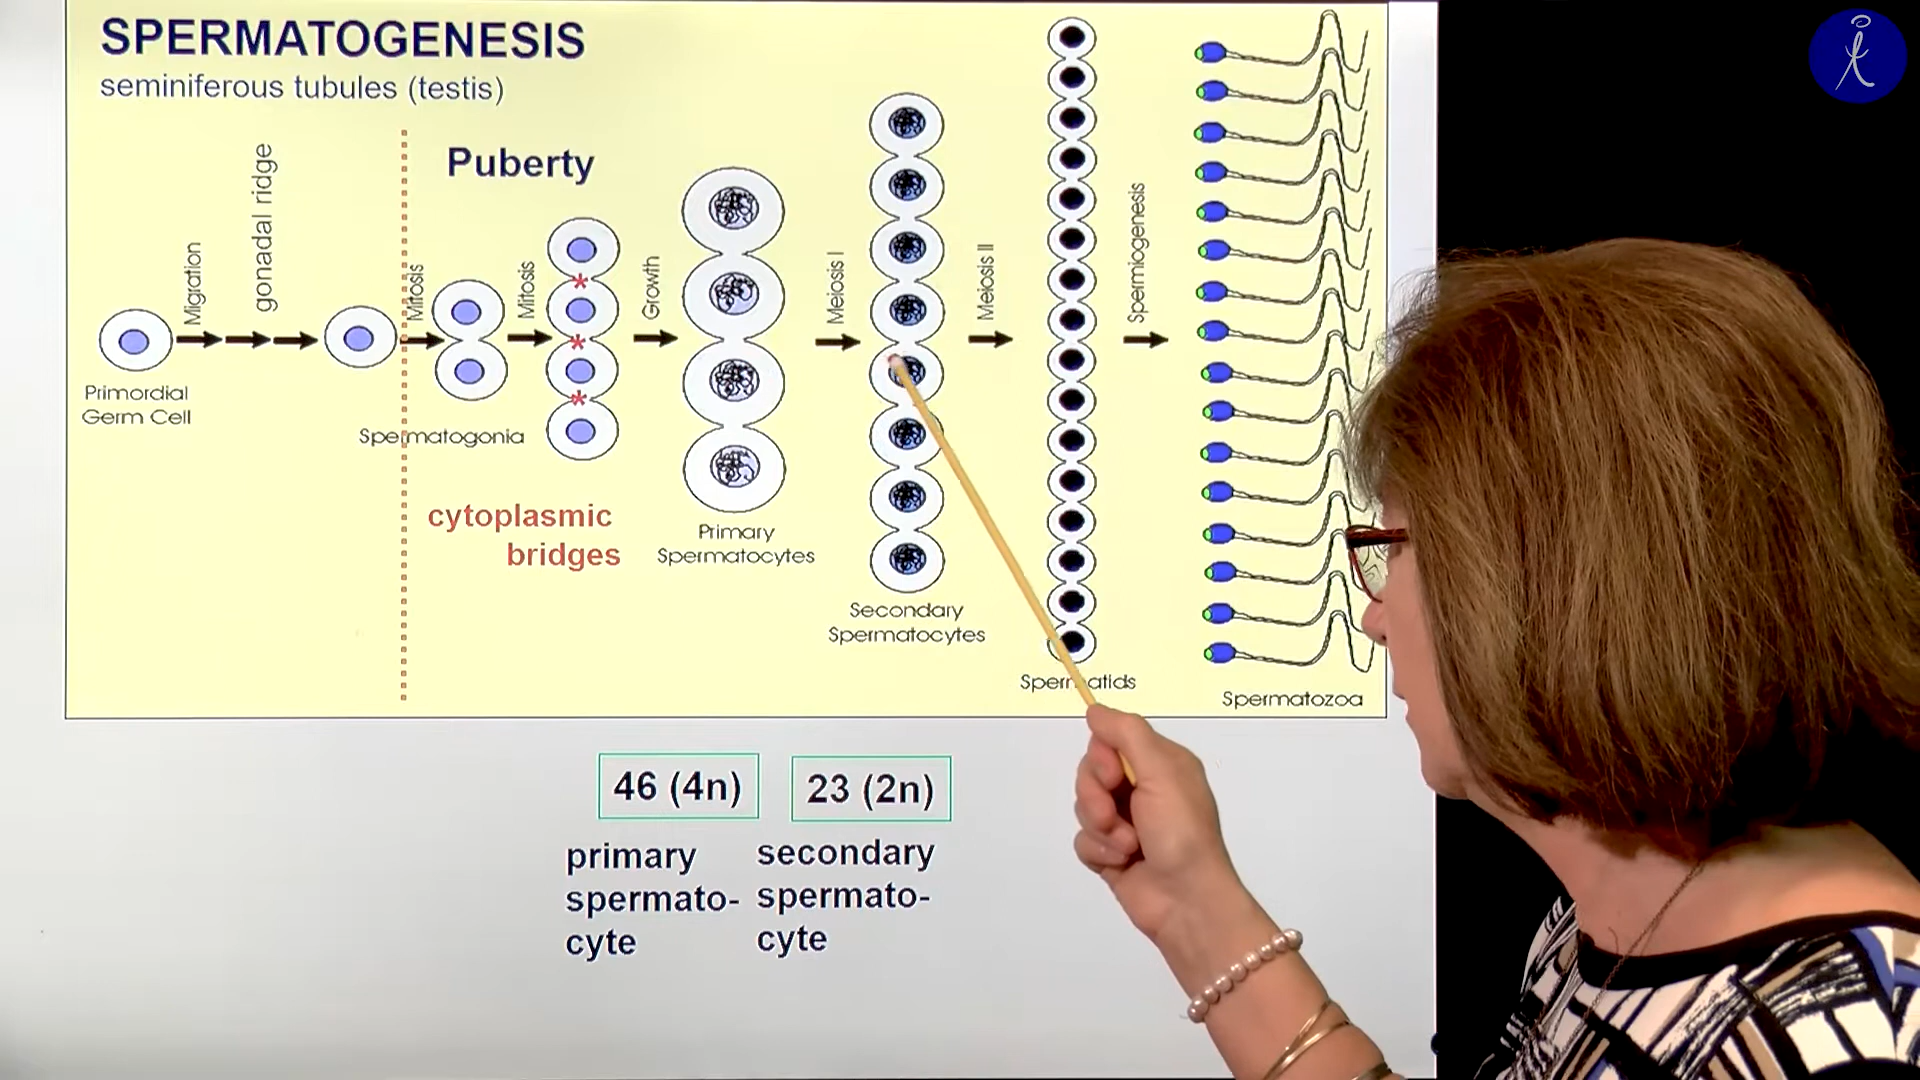 SPERMATOGENESIS
seminiferous tubules (testis)
Puberty
Migration
gonadal ridge
Mitosis
Mitosis
Growth
Meiosis I
Meiosis II
Spermiogenesis
*
*
*
Primordial
Germ Cell
Spermatogonia
cytoplasmic
bridges
Primary
Spermatocytes
Secondary
Spermatocytes
Spermatids
Spermatozoa
46 (4n)
23 (2n)
primary
spermato-
cyte
secondary
spermato-
cyte